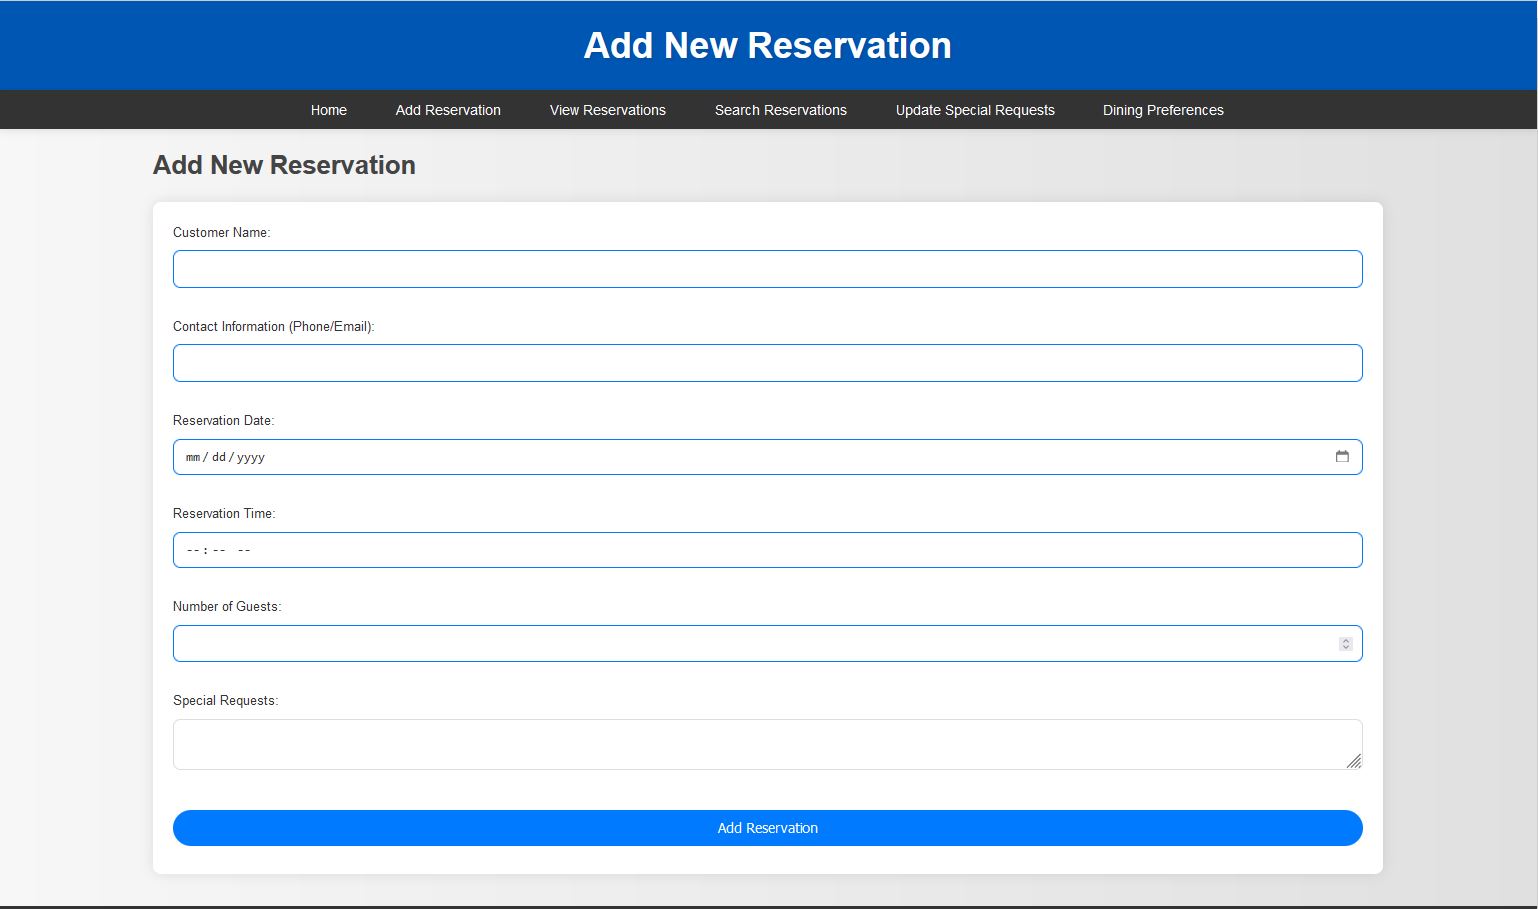 Add New Reservation
Home Add Reservation View Reservations Search Reservations Update Special Requests Dining Preferences
Add New Reservation
Customer Name:
Contact Information (Phone/Email):
Reservation Date:
mm/dd/yyyy
Reservation Time:
--:-- --
Number of Guests:
Special Requests:
Add Reservation